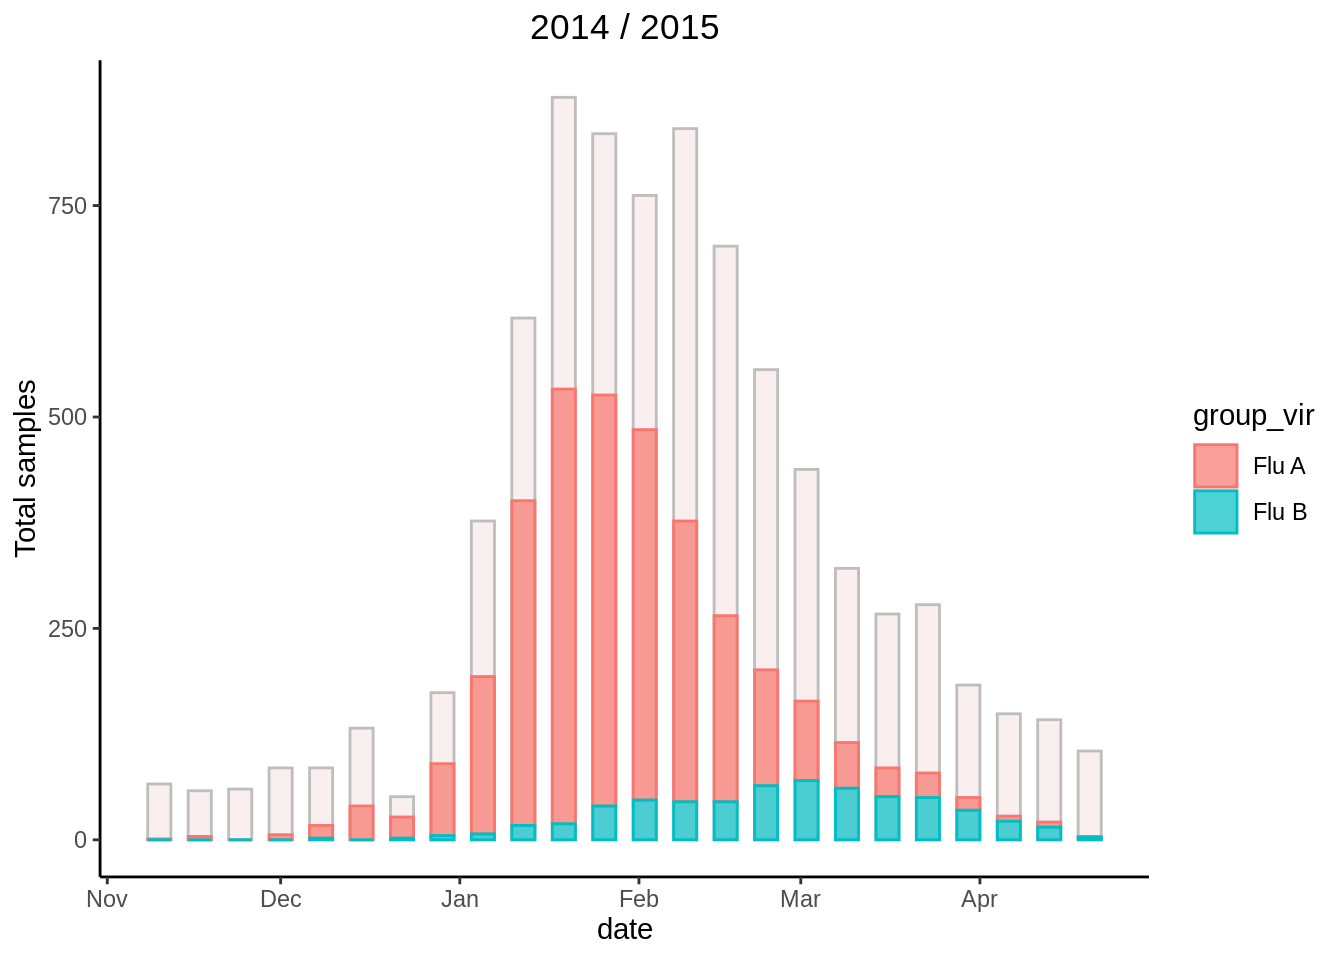 2014 / 2015
Total samples
750
500
250
0
Nov Dec Jan Feb Mar Apr
date
group_vir
Flu A
Flu B